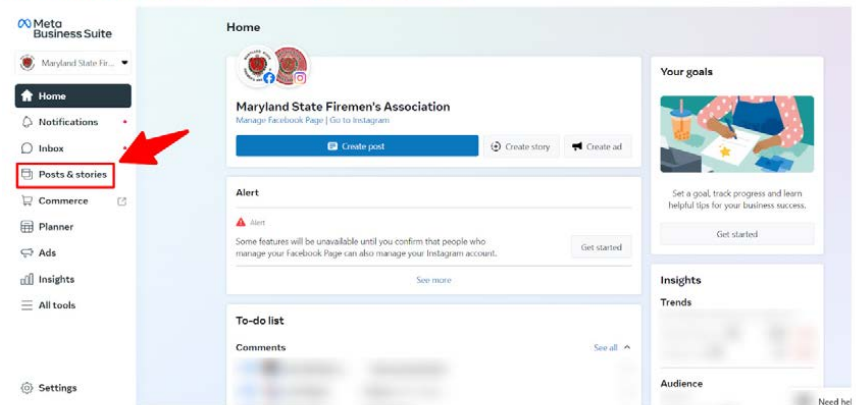 Meta
Business Suite
Maryland State Fir...
Home
Notifications
Inbox
Posts & stories
Commerce
Planner
Ads
Insights
All tools
Settings
Home
Maryland State Firemen's Association
Manage Facebook Page | Go to Instagram
Create post
Create story
Create ad
Alert
Alert
Some features will be unavailable until you confirm that people who
manage your Facebook Page can also manage your Instagram account.
Get started
See more
To-do list
Comments
See all
Your goals
Set a goal, track progress and learn
helpful tips for your business success.
Get started
Insights
Trends
Audience
Need hel